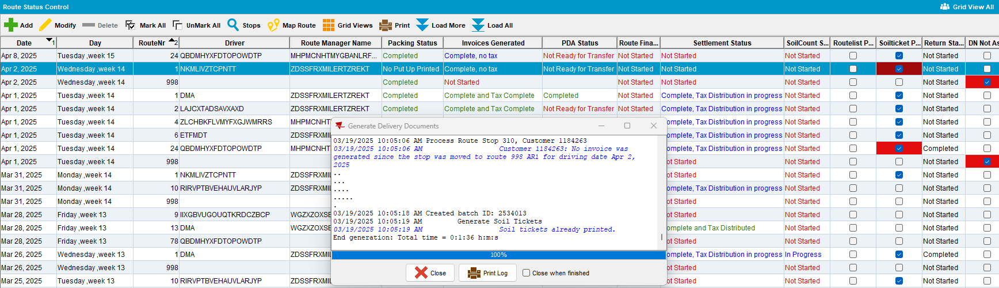 Route Status Control Grid View All
Add Modify Delete Mark All UnMark All Stops Map Route Grid Views Print Load More Load All
Date 1 Day RouteNr 2 Driver Route Manager Name Packing Status Invoices Generated PDA Status Route Fina... Settlement Status SoilCount S... Routelist P... Soilticket P... Return Sta... DN Not As
Apr 8, 2025 Tuesday ,week 15 24 QBDMHYXFDTOPOWDTP MHPMCNHTMYGBANLRF... Completed Complete, no tax Not Ready for Transfer Not Started Not Started Not Started Not Started
Apr 2, 2025 Wednesday ,week 14 1 NKMLIVZTCPNTT ZDSSFRXMILERTZREKT No Put Up Printed Complete, no tax Not Ready for Transfer Not Started Not Started Not Started Not Started
Apr 2, 2025 Wednesday ,week 14 998 Completed Not Started Not Started Not Started Not Started Not Started
Apr 1, 2025 Tuesday ,week 14 1 DMA ZDSSFRXMILERTZREKT Completed Complete and Tax Complete Completed Not Started Complete, Tax Distribution in progress Not Started Not Started
Apr 1, 2025 Tuesday ,week 14 2 LAJCXTADSAVXAXD ZDSSFRXMILERTZREKT Completed Complete and Tax Complete Not Ready for Transfer Not Started Complete, Tax Distribution in progress Not Started Not Started
Apr 1, 2025 Tuesday ,week 14 4 ZLCHBKFLVMYFXGJWMRRS MHPMCNHT omplete, Tax Distribution in progress Not Started Not Started
Apr 1, 2025 Tuesday ,week 14 6 ETFMDT ZDSSFRXMIL omplete, Tax Distribution in progress Not Started Not Started
Apr 1, 2025 Tuesday ,week 14 24 QBDMHYXFDTOPOWDTP MHPMCNHT omplete, Tax Distribution in progress Not Started Completed
Apr 1, 2025 Tuesday ,week 14 998 ot Started Not Started Not Started
Mar 31, 2025 Monday ,week 14 1 NKMLIVZTCPNTT ZDSSFRXMIL ot Started Not Started Not Started
Mar 31, 2025 Monday ,week 14 10 RIRVPTBVEHAUVLARJYP ZDSSFRXMIL omplete, Tax Distribution in progress Not Started Not Started
Mar 31, 2025 Monday ,week 14 998 ot Started Not Started Not Started
Mar 28, 2025 Friday ,week 13 9 IIXGBVUGOUQTKRDCZBCP WGZXZOXSE ot Started Not Started Not Started
Mar 28, 2025 Friday ,week 13 13 DMA WGZXZOXSE omplete and Tax Distributed Not Started Not Started
Mar 28, 2025 Friday ,week 13 78 QBDMHYXFDTOPOWDTP ot Started Not Started Not Started
Mar 26, 2025 Wednesday ,week 13 1 DMA ZDSSFRXMIL omplete, Tax Distribution in progress In Progress Completed
Mar 26, 2025 Wednesday ,week 13 998 ot Started Not Started Not Started
Mar 25, 2025 Tuesday ,week 13 10 RIRVPTBVEHAUVLARJYP ZDSSFRXMIL ot Started Not Started Not Started
Generate Delivery Documents
03/19/2025 10:05:06 AM Process Route Stop 310, Customer 1184263
03/19/2025 10:05:06 AM Customer 1184263: No invoice was
generated since the stop was moved to route 998 AR1 for driving date Apr 2,
2025
..
...
....
.....
.
03/19/2025 10:05:18 AM Created batch ID: 2534013
03/19/2025 10:05:19 AM Generate Soil Tickets
03/19/2025 10:05:19 AM Soil tickets already printed.
End generation: Total time = 0:1:36 h:m:s
100%
Close Print Log Close when finished